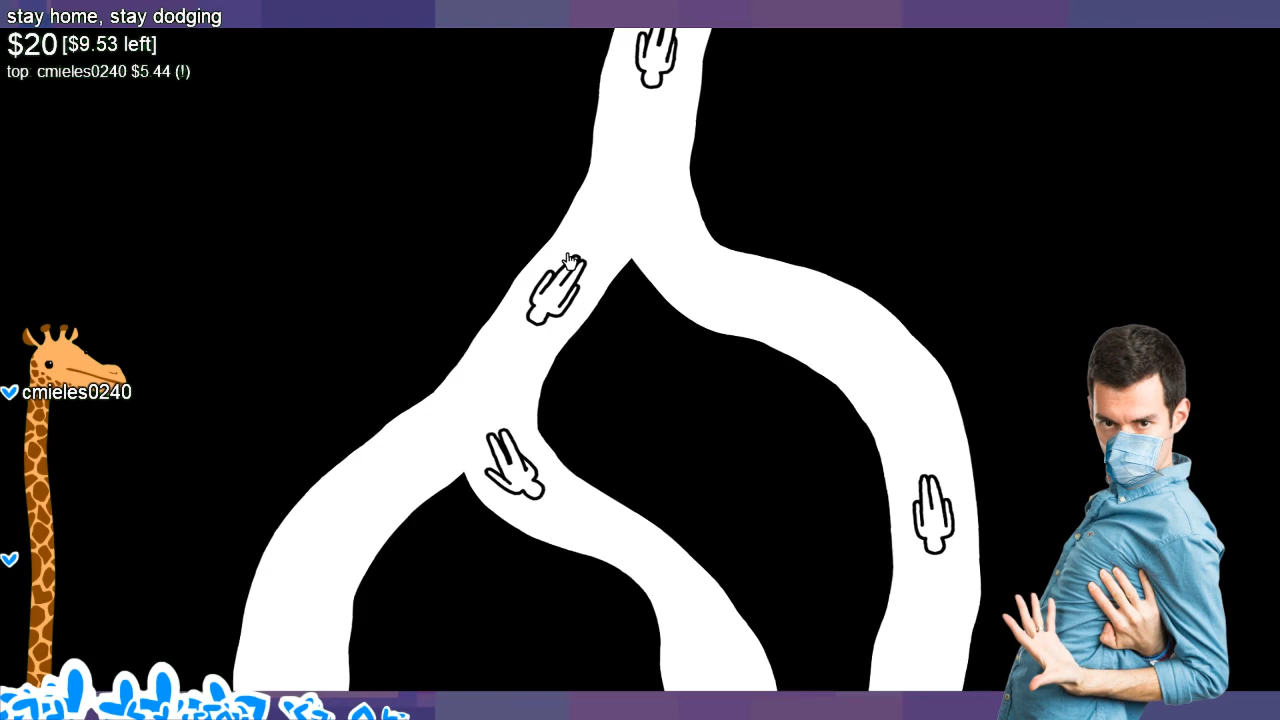 stay home, stay dodging
$20 [$9.53 left]
top: cmieles0240 $5.44 (!)
cmieles0240